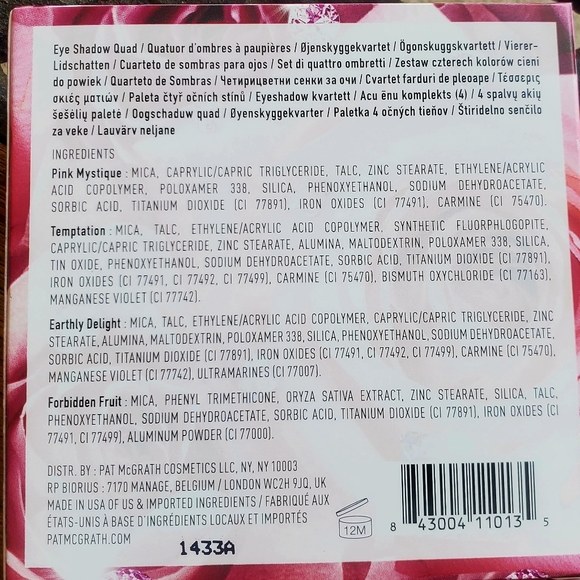 Eye Shadow Quad / Quatuor d'ombres à paupières / Øjenskyggekvartet / Ögonskuggskvartett / Vierer-
Lidschatten / Cuarteto de sombras para ojos / Set di quattro ombretti / Zestaw czterech kolorów cieni
do powiek / Quarteto de Sombras / Четирицветни сенки за очи / Cvartet farduri de pleoape / Τέσσερις
σκιές ματιών / Paleta čtyř očních stínů / Eyeshadow kvartett / Acu ēnu komplekts (4) / 4 spalvų akių
šešėlių paletė / Oogschaduw quad / Øyenskyggekvarter / Paletka 4 očných tieňov / Štiridelno senčilo
za veke / Lauvärv neljane
INGREDIENTS
Pink Mystique : MICA, CAPRYLIC/CAPRIC TRIGLYCERIDE, TALC, ZINC STEARATE, ETHYLENE/ACRYLIC
ACID COPOLYMER, POLOXAMER 338, SILICA, PHENOXYETHANOL, SODIUM DEHYDROACETATE,
SORBIC ACID, TITANIUM DIOXIDE (CI 77891), IRON OXIDES (CI 77491), CARMINE (CI 75470).
Temptation : MICA, TALC, ETHYLENE/ACRYLIC ACID COPOLYMER, SYNTHETIC FLUORPHLOGOPITE,
CAPRYLIC/CAPRIC TRIGLYCERIDE, ZINC STEARATE, ALUMINA, MALTODEXTRIN, POLOXAMER 338, SILICA,
TIN OXIDE, PHENOXYETHANOL, SODIUM DEHYDROACETATE, SORBIC ACID, TITANIUM DIOXIDE (CI 77891),
IRON OXIDES (CI 77491, CI 77492, CI 77499), CARMINE (CI 75470), BISMUTH OXYCHLORIDE (CI 77163),
MANGANESE VIOLET (CI 77742).
Earthly Delight : MICA, TALC, ETHYLENE/ACRYLIC ACID COPOLYMER, CAPRYLIC/CAPRIC TRIGLYCERIDE, ZINC
STEARATE, ALUMINA, MALTODEXTRIN, POLOXAMER 338, SILICA, PHENOXYETHANOL, SODIUM DEHYDROACETATE,
SORBIC ACID, TITANIUM DIOXIDE (CI 77891), IRON OXIDES (CI 77491, CI 77492, CI 77499), CARMINE (CI 75470),
MANGANESE VIOLET (CI 77742), ULTRAMARINES (CI 77007).
Forbidden Fruit : MICA, PHENYL TRIMETHICONE, ORYZA SATIVA EXTRACT, ZINC STEARATE, SILICA, TALC,
PHENOXYETHANOL, SODIUM DEHYDROACETATE, SORBIC ACID, TITANIUM DIOXIDE (CI 77891), IRON OXIDES (CI
77491, CI 77499), ALUMINUM POWDER (CI 77000).
DISTR. BY : PAT McGRATH COSMETICS LLC, NY, NY 10003
RP BIORIUS : 7170 MANAGE, BELGIUM / LONDON WC2H 9JQ, UK
MADE IN USA OF US & IMPORTED INGREDIENTS / FABRIQUÉ AUX
ÉTATS-UNIS À BASE D'INGRÉDIENTS LOCAUX ET IMPORTÉS
PATMCGRATH.COM
1433A
12M
8 43004 11013 5